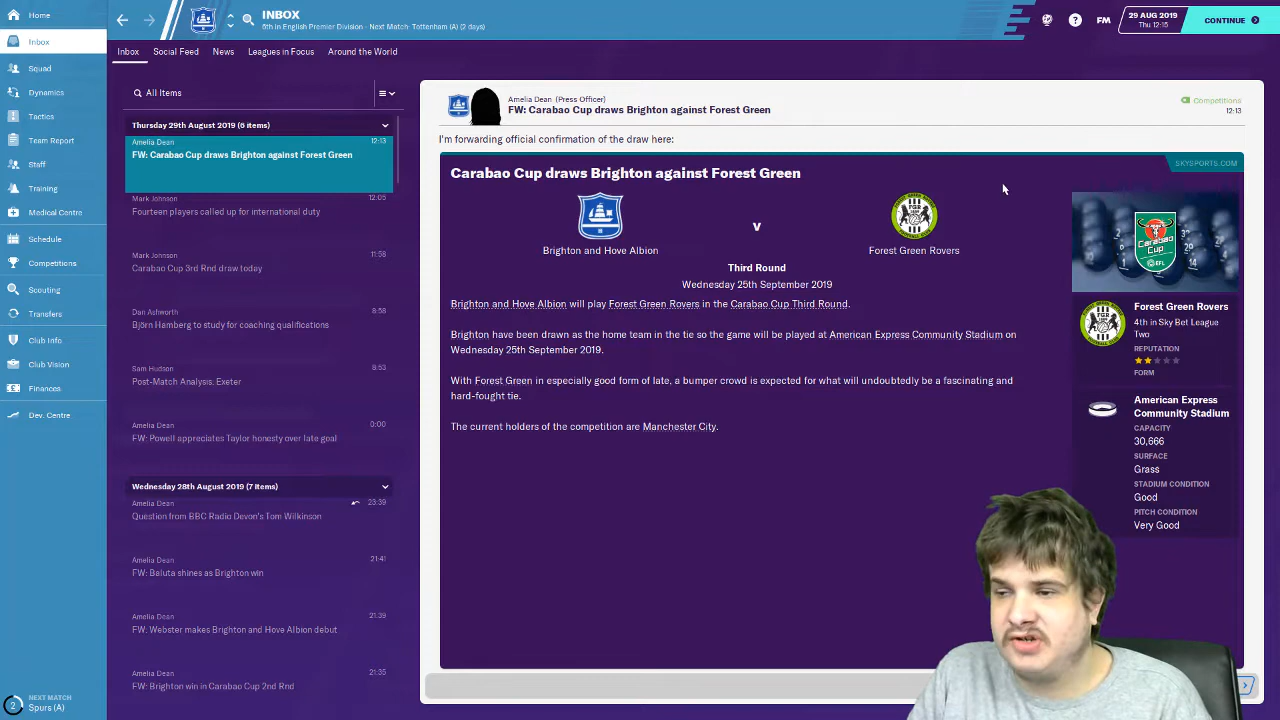 Home
Inbox
Squad
Dynamics
Tactics
Team Report
Staff
Training
Medical Centre
Schedule
Competitions
Scouting
Transfers
Club Info
Club Vision
Finances
Dev. Centre
2
NEXT MATCH
Spurs (A)
INBOX
6th in English Premier Division - Next Match: Tottenham (A) (2 days)
FM
29 AUG 2019
Thu 12:15
CONTINUE
Inbox
Social Feed
News
Leagues in Focus
Around the World
All Items
Thursday 29th August 2019 (6 items)
Amelia Dean 12:13
FW: Carabao Cup draws Brighton against Forest Green
Mark Johnson 12:05
Fourteen players called up for international duty
Mark Johnson 11:58
Carabao Cup 3rd Rnd draw today
Dan Ashworth 8:58
Björn Hamberg to study for coaching qualifications
Sam Hudson 8:53
Post-Match Analysis, Exeter
Amelia Dean 0:00
FW: Powell appreciates Taylor honesty over late goal
Wednesday 28th August 2019 (7 items)
Amelia Dean 23:39
Question from BBC Radio Devon's Tom Wilkinson
Amelia Dean 21:41
FW: Baluta shines as Brighton win
Amelia Dean 21:39
FW: Webster makes Brighton and Hove Albion debut
Amelia Dean 21:35
FW: Brighton win in Carabao Cup 2nd Rnd
Amelia Dean (Press Officer)
FW: Carabao Cup draws Brighton against Forest Green
Competitions
12:13
I'm forwarding official confirmation of the draw here:
SKYSPORTS.COM
Carabao Cup draws Brighton against Forest Green
v
Brighton and Hove Albion
Forest Green Rovers
Third Round
Wednesday 25th September 2019
Brighton and Hove Albion will play Forest Green Rovers in the Carabao Cup Third Round.
Brighton have been drawn as the home team in the tie so the game will be played at American Express Community Stadium on
Wednesday 25th September 2019.
With Forest Green in especially good form of late, a bumper crowd is expected for what will undoubtedly be a fascinating and
hard-fought tie.
The current holders of the competition are Manchester City.
Carabao
Cup
EFL
Forest Green Rovers
4th in Sky Bet League
Two
REPUTATION
FORM
American Express
Community Stadium
CAPACITY
30,666
SURFACE
Grass
STADIUM CONDITION
Good
PITCH CONDITION
Very Good